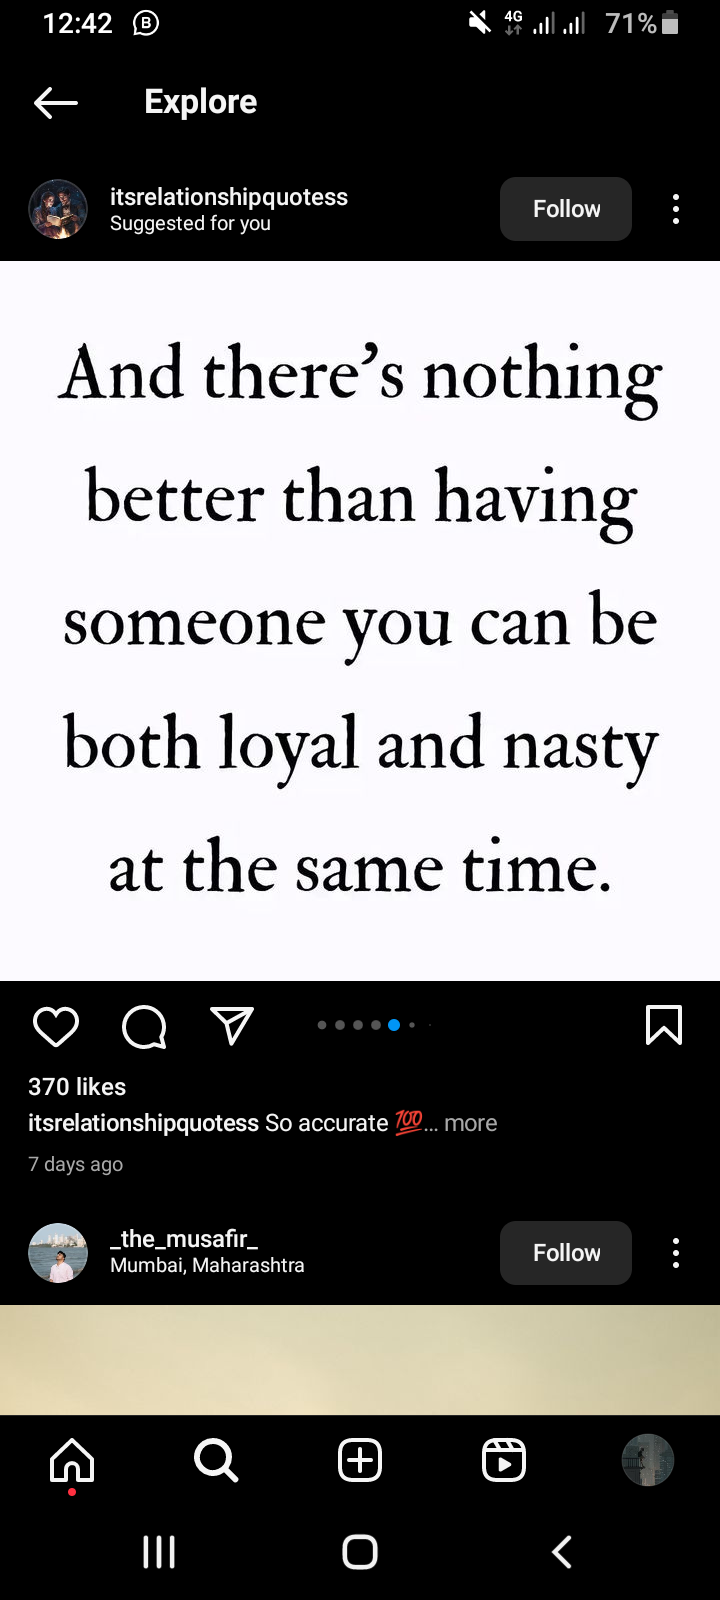 12:42 B 4G 71%
Explore
itsrelationshipquotess
Suggested for you
Follow
And there’s nothing
better than having
someone you can be
both loyal and nasty
at the same time.
370 likes
itsrelationshipquotess So accurate 💯... more
7 days ago
_the_musafir_
Mumbai, Maharashtra
Follow